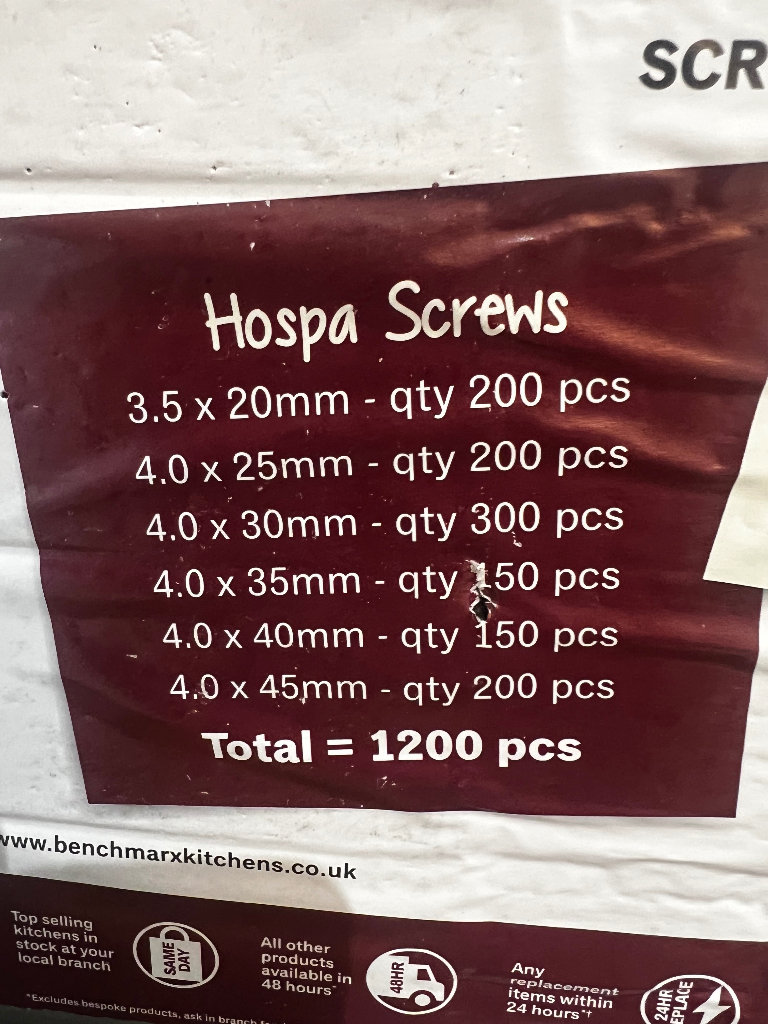 SCR
Hospa Screws
3.5 x 20mm - qty 200 pcs
4.0 x 25mm - qty 200 pcs
4.0 x 30mm - qty 300 pcs
4.0 x 35mm - qty 150 pcs
4.0 x 40mm - qty 150 pcs
4.0 x 45mm - qty 200 pcs
Total = 1200 pcs
www.benchmarxkitchens.co.uk
Top selling
kitchens in
stock at your
local branch
SAME
DAY
All other
products
available in
48 hours*
48HR
Any
replacement
items within
24 hours*†
24HR
REPLACE
*Excludes bespoke products, ask in branch